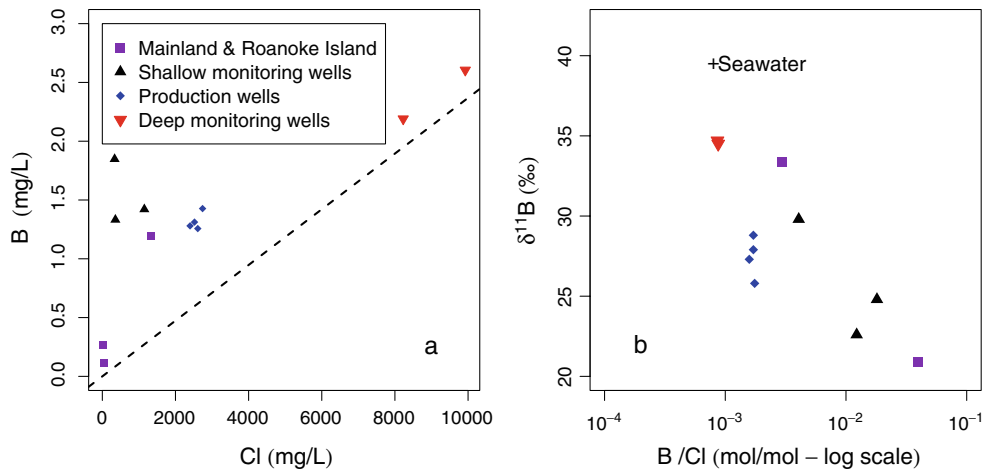 3.0
2.5
2.0
1.5
1.0
0.5
0.0
B (mg/L)
Mainland & Roanoke Island
Shallow monitoring wells
Production wells
Deep monitoring wells
a
0 2000 4000 6000 8000 10000
Cl (mg/L)
40
35
30
25
20
δ¹¹B (‰)
+Seawater
b
10⁻⁴ 10⁻³ 10⁻² 10⁻¹
B /Cl (mol/mol − log scale)